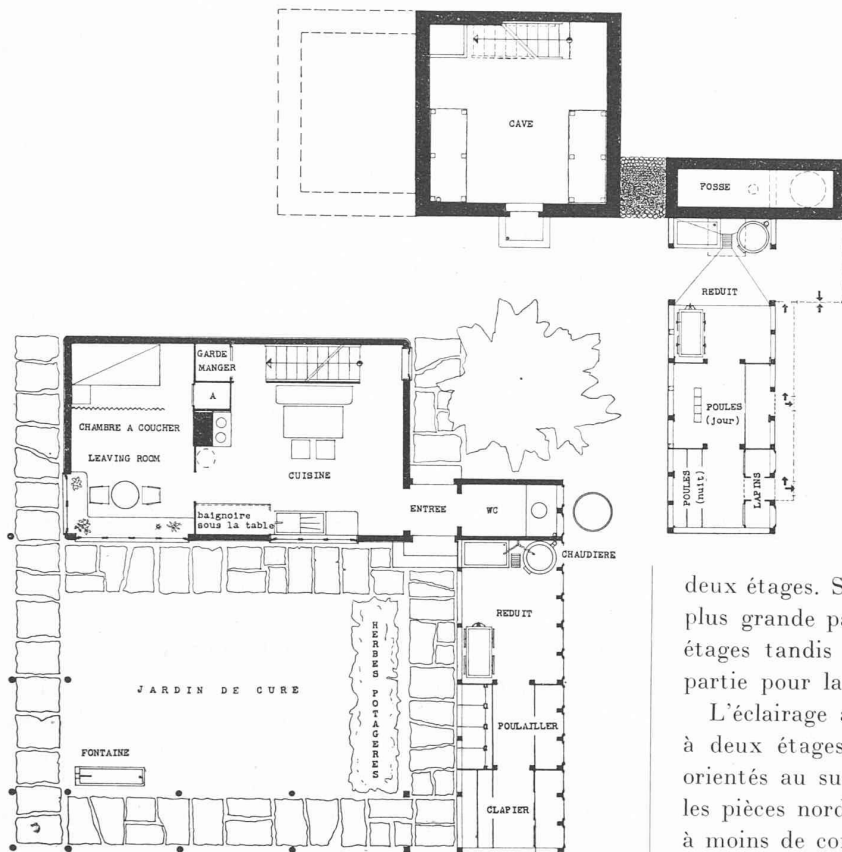 CAVE
FOSSE
REDUIT
POULES
(jour)
POULES
(nuit)
LAPINS
GARDE
MANGER
A
CHAMBRE A COUCHER
LEAVING ROOM
CUISINE
baignoire
sous la table
ENTREE
WC
CHAUDIERE
REDUIT
HERBES POTAGERES
JARDIN DE CURE
POULAILLER
FONTAINE
CLAPIER
deux étages. S
plus grande pa
étages tandis
partie pour la
L'éclairage a
à deux étages
orientés au su
les pièces nord
à moins de co